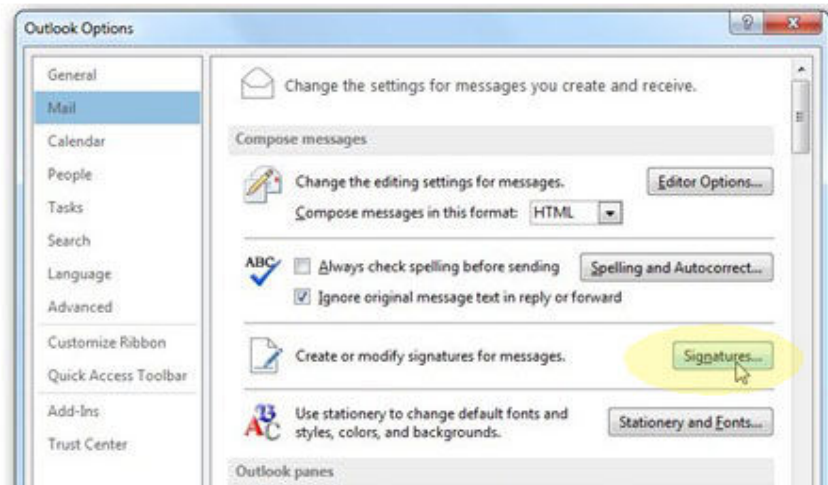 Outlook Options
General
Mail
Calendar
People
Tasks
Search
Language
Advanced
Customize Ribbon
Quick Access Toolbar
Add-Ins
Trust Center
Change the settings for messages you create and receive.
Compose messages
Change the editing settings for messages.
Editor Options...
Compose messages in this format: HTML
ABC
Always check spelling before sending
Spelling and Autocorrect...
Ignore original message text in reply or forward
Create or modify signatures for messages.
Signatures...
Use stationery to change default fonts and
styles, colors, and backgrounds.
Stationery and Fonts...
Outlook panes